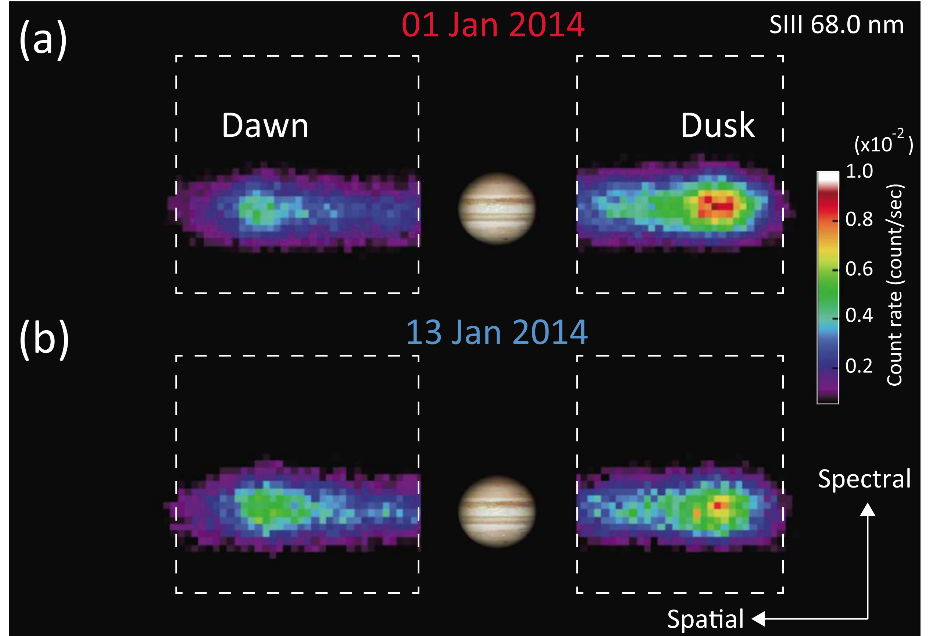 (a)
01 Jan 2014
SIII 68.0 nm
Dawn
Dusk
(x10⁻²)
1.0
0.8
0.6
0.4
0.2
Count rate (count/sec)
(b)
13 Jan 2014
Spectral
Spatial